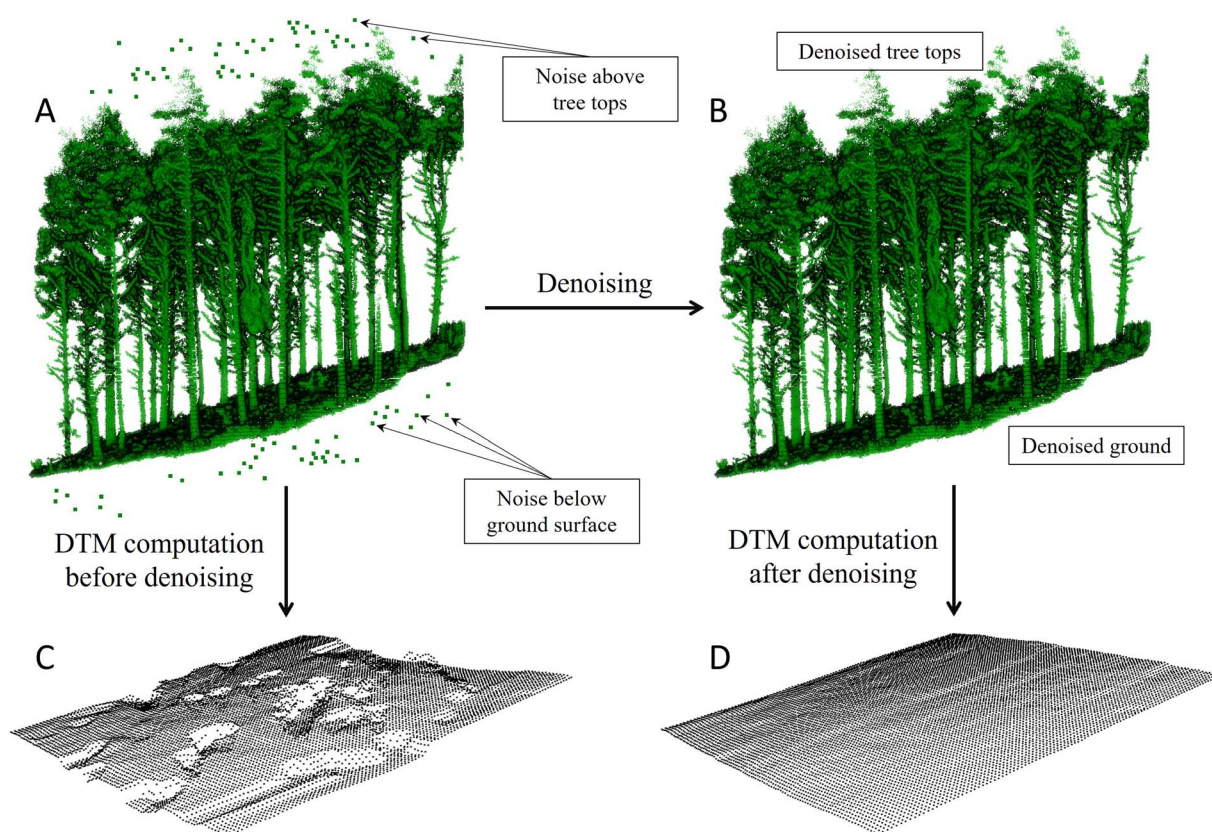 Noise above
tree tops
Denoised tree tops
A
B
Denoising
Denoised ground
Noise below
ground surface
DTM computation
before denoising
DTM computation
after denoising
C
D